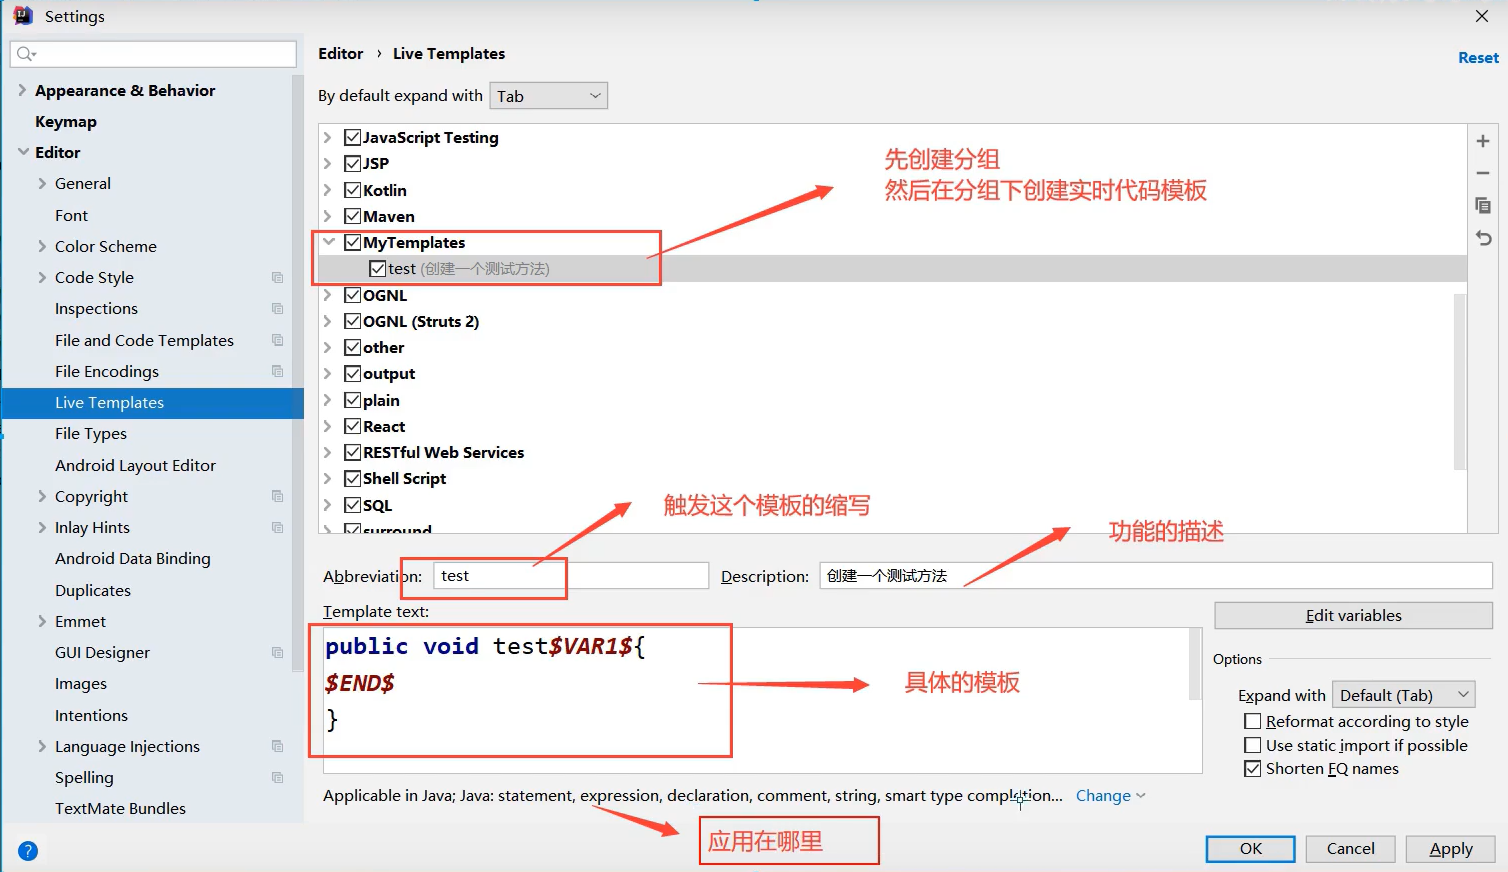 Settings
Editor › Live Templates
Reset
By default expand with Tab
Appearance & Behavior
Keymap
Editor
General
Font
Color Scheme
Code Style
Inspections
File and Code Templates
File Encodings
Live Templates
File Types
Android Layout Editor
Copyright
Inlay Hints
Android Data Binding
Duplicates
Emmet
GUI Designer
Images
Intentions
Language Injections
Spelling
TextMate Bundles
JavaScript Testing
JSP
Kotlin
Maven
MyTemplates
test (创建一个测试方法)
OGNL
OGNL (Struts 2)
other
output
plain
React
RESTful Web Services
Shell Script
SQL
surround
先创建分组
然后在分组下创建实时代码模板
触发这个模板的缩写
功能的描述
Abbreviation: test
Description: 创建一个测试方法
Template text:
public void test$VAR1${
$END$
}
具体的模板
Edit variables
Options
Expand with Default (Tab)
Reformat according to style
Use static import if possible
Shorten FQ names
Applicable in Java; Java: statement, expression, declaration, comment, string, smart type completion... Change
应用在哪里
?
OK
Cancel
Apply